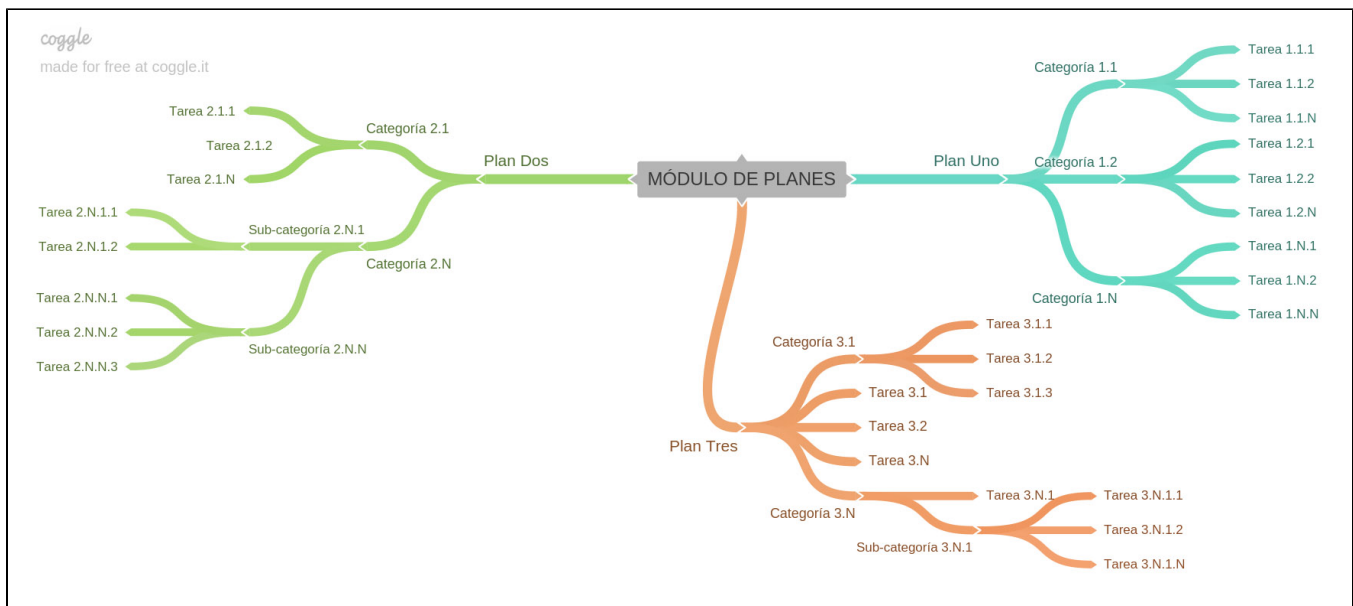 coggle
made for free at coggle.it
MÓDULO DE PLANES
Plan Uno
Categoría 1.1
Tarea 1.1.1
Tarea 1.1.2
Tarea 1.1.N
Categoría 1.2
Tarea 1.2.1
Tarea 1.2.2
Tarea 1.2.N
Categoría 1.N
Tarea 1.N.1
Tarea 1.N.2
Tarea 1.N.N
Plan Dos
Categoría 2.1
Tarea 2.1.1
Tarea 2.1.2
Tarea 2.1.N
Categoría 2.N
Sub-categoría 2.N.1
Tarea 2.N.1.1
Tarea 2.N.1.2
Sub-categoría 2.N.N
Tarea 2.N.N.1
Tarea 2.N.N.2
Tarea 2.N.N.3
Plan Tres
Categoría 3.1
Tarea 3.1.1
Tarea 3.1.2
Tarea 3.1.3
Tarea 3.1
Tarea 3.2
Tarea 3.N
Categoría 3.N
Tarea 3.N.1
Sub-categoría 3.N.1
Tarea 3.N.1.1
Tarea 3.N.1.2
Tarea 3.N.1.N